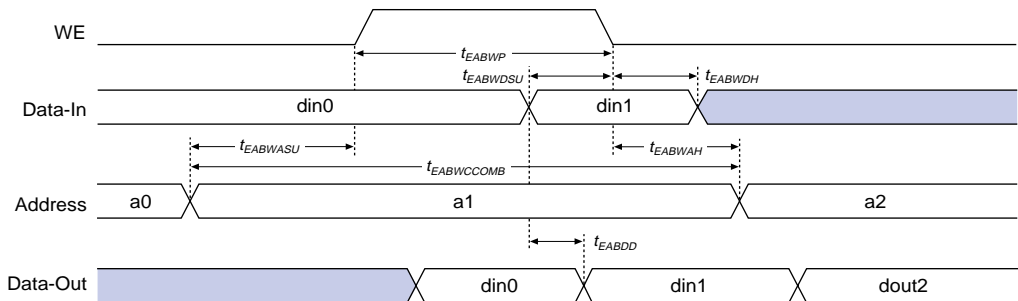 WE
tEABWP
tEABWDSU tEABWDH
Data-In din0 din1
tEABWASU tEABWAH
tEABWCCOMB
Address a0 a1 a2
tEABDD
Data-Out din0 din1 dout2